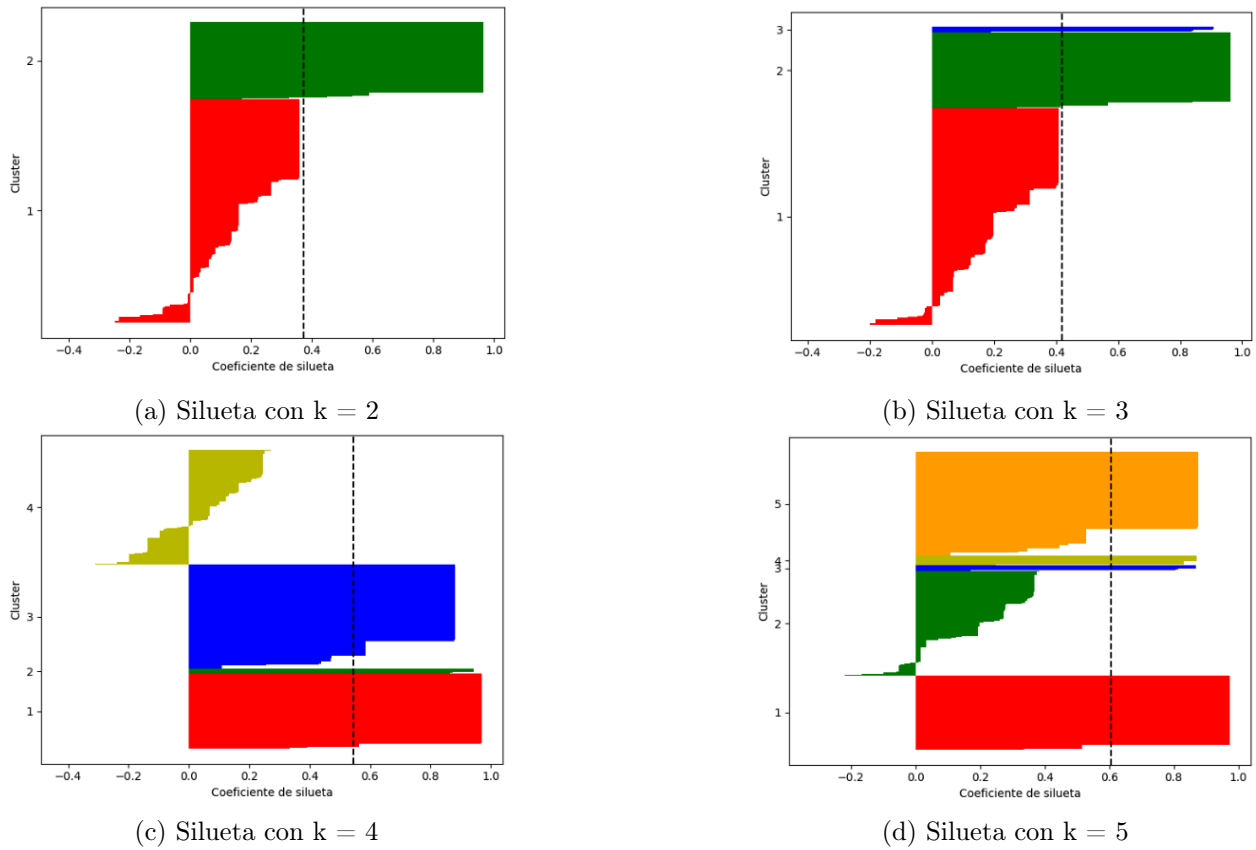 2
1
Cluster
−0.4 −0.2 0.0 0.2 0.4 0.6 0.8 1.0
Coeficiente de silueta
(a) Silueta con k = 2
3
2
1
Cluster
−0.4 −0.2 0.0 0.2 0.4 0.6 0.8 1.0
Coeficiente de silueta
(b) Silueta con k = 3
4
3
2
1
Cluster
−0.4 −0.2 0.0 0.2 0.4 0.6 0.8 1.0
Coeficiente de silueta
(c) Silueta con k = 4
5
4
3
2
1
Cluster
−0.2 0.0 0.2 0.4 0.6 0.8 1.0
Coeficiente de silueta
(d) Silueta con k = 5